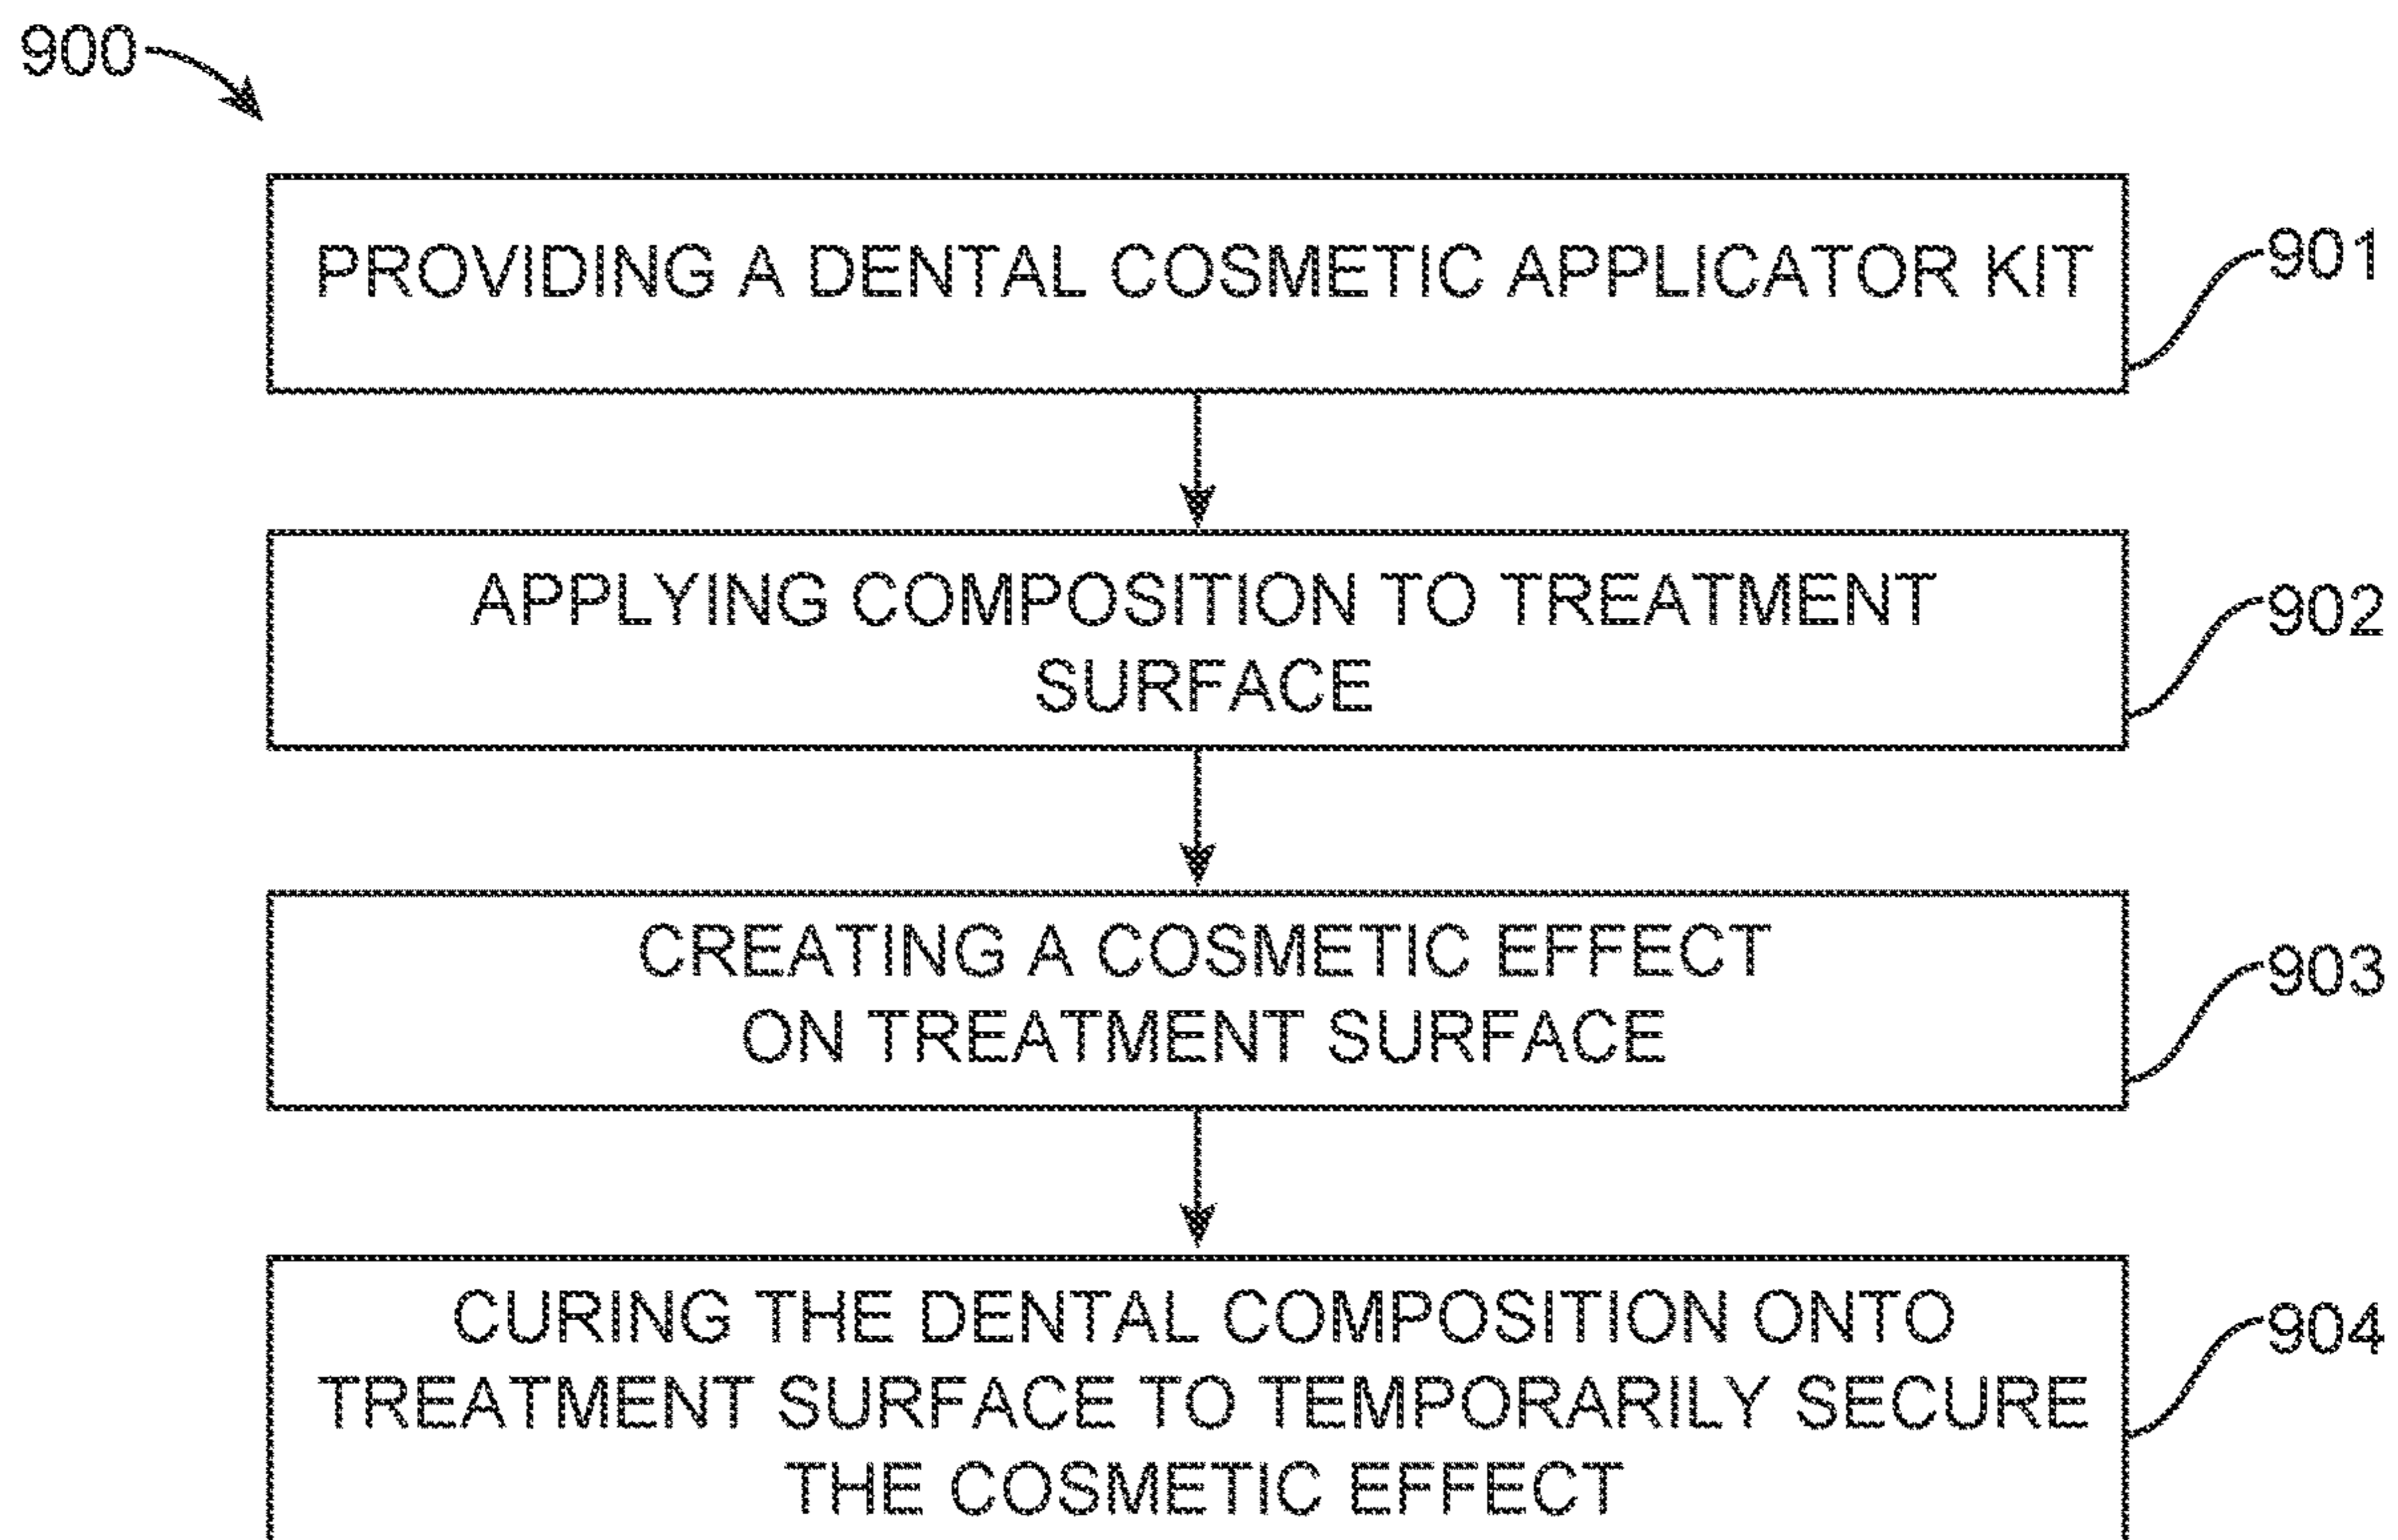 900
PROVIDING A DENTAL COSMETIC APPLICATOR KIT
901
APPLYING COMPOSITION TO TREATMENT
SURFACE
902
CREATING A COSMETIC EFFECT
ON TREATMENT SURFACE
903
CURING THE DENTAL COMPOSITION ONTO
TREATMENT SURFACE TO TEMPORARILY SECURE
THE COSMETIC EFFECT
904